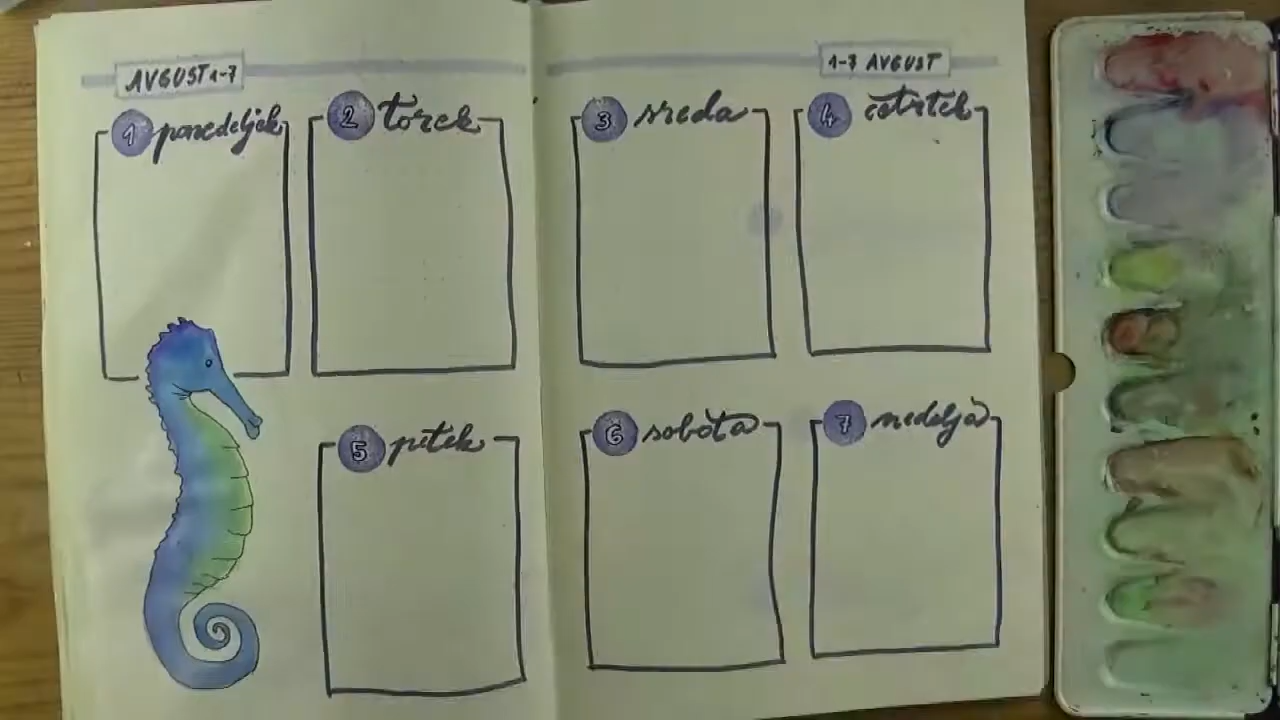 AVGUST 1-7
1-7 AVGUST
1 ponedeljek
2 torek
3 sreda
4 četrtek
5 petek
6 sobota
7 nedelja